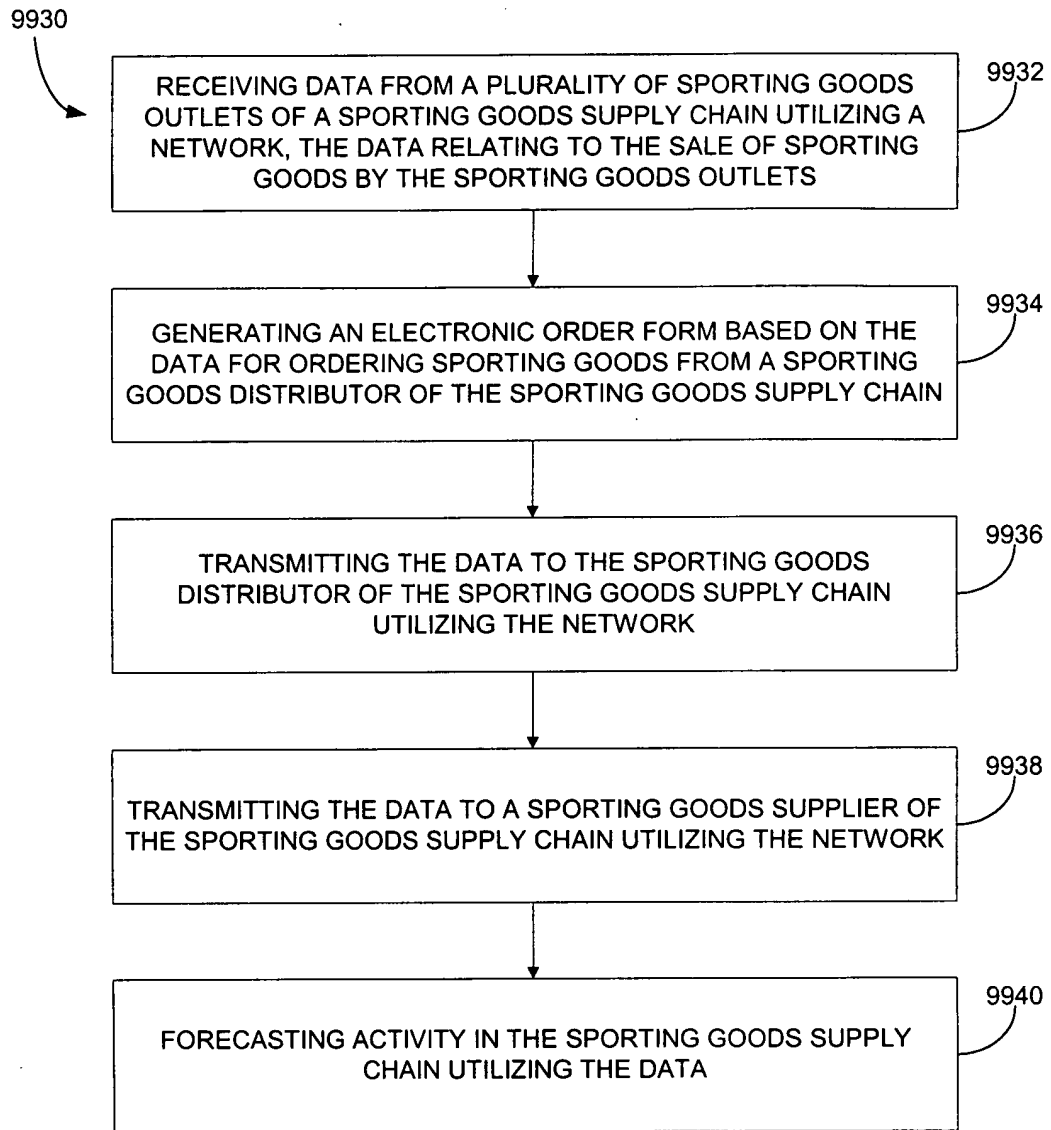 9930
RECEIVING DATA FROM A PLURALITY OF SPORTING GOODS
OUTLETS OF A SPORTING GOODS SUPPLY CHAIN UTILIZING A
NETWORK, THE DATA RELATING TO THE SALE OF SPORTING
GOODS BY THE SPORTING GOODS OUTLETS
9932
GENERATING AN ELECTRONIC ORDER FORM BASED ON THE
DATA FOR ORDERING SPORTING GOODS FROM A SPORTING
GOODS DISTRIBUTOR OF THE SPORTING GOODS SUPPLY CHAIN
9934
TRANSMITTING THE DATA TO THE SPORTING GOODS
DISTRIBUTOR OF THE SPORTING GOODS SUPPLY CHAIN
UTILIZING THE NETWORK
9936
TRANSMITTING THE DATA TO A SPORTING GOODS SUPPLIER OF
THE SPORTING GOODS SUPPLY CHAIN UTILIZING THE NETWORK
9938
FORECASTING ACTIVITY IN THE SPORTING GOODS SUPPLY
CHAIN UTILIZING THE DATA
9940